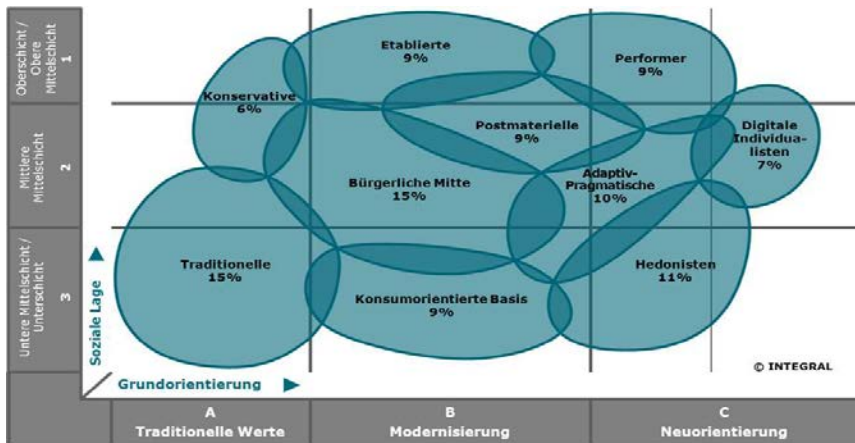 Oberschicht /
Obere
Mittelschicht
1
Mittlere
Mittelschicht
2
Untere Mittelschicht /
Unterschicht
3
Soziale Lage
Etablierte
9%
Performer
9%
Konservative
6%
Postmaterielle
9%
Digitale
Individua-
listen
7%
Bürgerliche Mitte
15%
Adaptiv-
Pragmatische
10%
Traditionelle
15%
Hedonisten
11%
Konsumorientierte Basis
9%
© INTEGRAL
Grundorientierung
A
Traditionelle Werte
B
Modernisierung
C
Neuorientierung